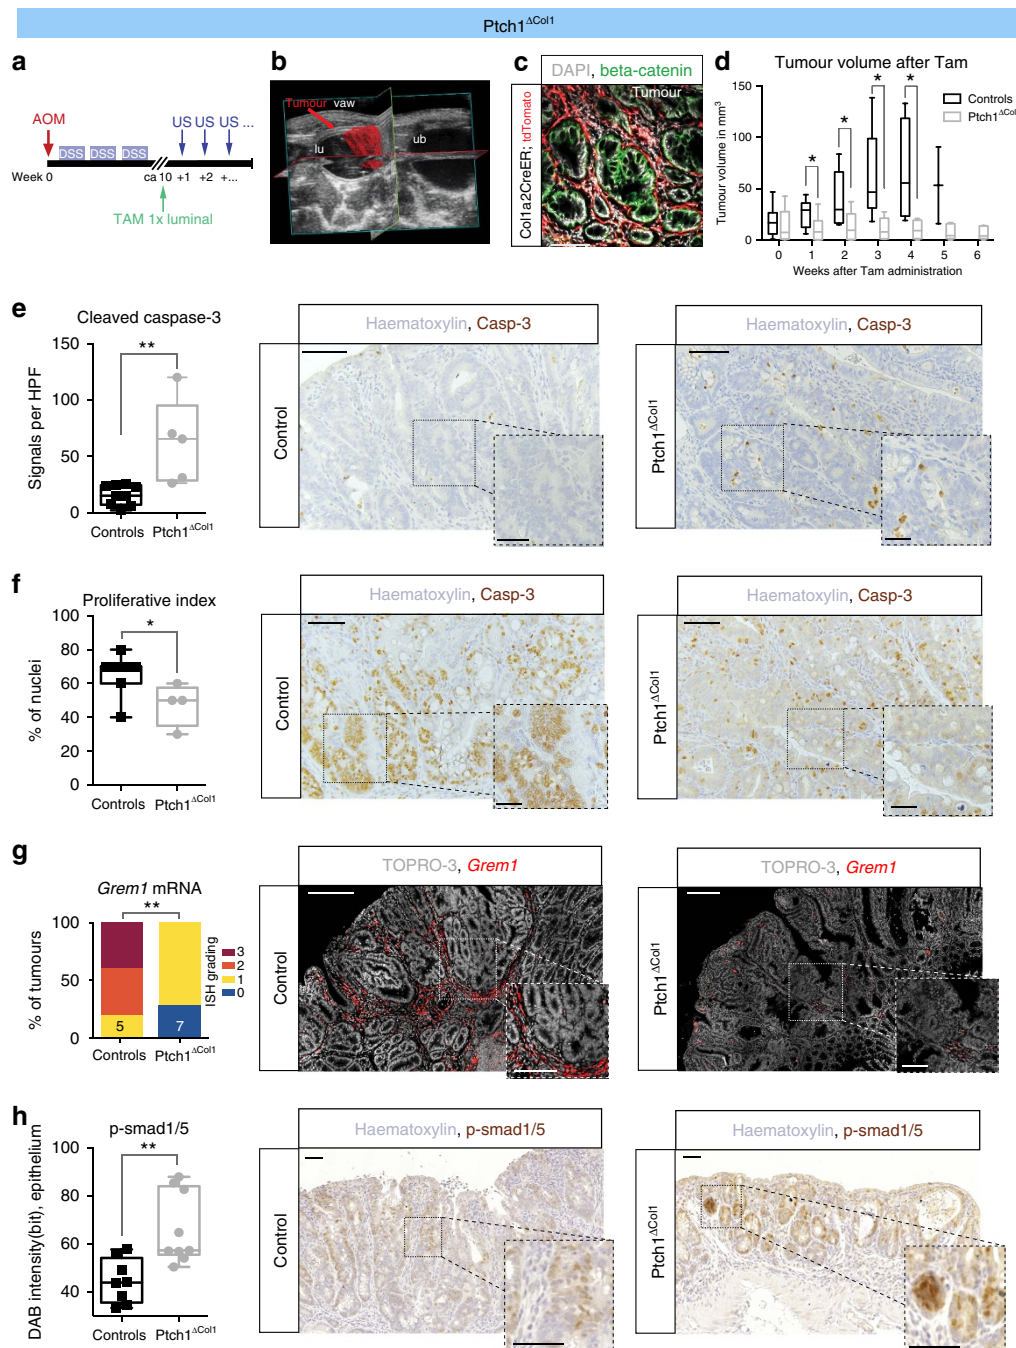 Ptch1ΔCol1
a
AOM
DSS DSS DSS
US US US ...
Week 0 ca 10 +1 +2 +...
TAM 1x luminal
b
Tumour vaw
lu ub
c
DAPI, beta-catenin
Col1a2CreER; tdTomato
Tumour
d
Tumour volume after Tam
Tumour volume in mm3
150
100
50
0
* * * *
Controls
Ptch1ΔCol1
0 1 2 3 4 5 6
Weeks after Tam administration
e
Cleaved caspase-3
Signals per HPF
150
100
50
0
**
Controls Ptch1ΔCol1
Haematoxylin, Casp-3
Control
Haematoxylin, Casp-3
Ptch1ΔCol1
f
Proliferative index
% of nuclei
100
80
60
40
20
0
*
Controls Ptch1ΔCol1
Haematoxylin, Casp-3
Control
Haematoxylin, Casp-3
Ptch1ΔCol1
g
Grem1 mRNA
% of tumours
100
50
0
**
5 7
Controls Ptch1ΔCol1
ISH grading
3
2
1
0
TOPRO-3, Grem1
Control
TOPRO-3, Grem1
Ptch1ΔCol1
h
p-smad1/5
DAB intensity(bit), epithelium
100
80
60
40
**
Controls Ptch1ΔCol1
Haematoxylin, p-smad1/5
Control
Haematoxylin, p-smad1/5
Ptch1ΔCol1